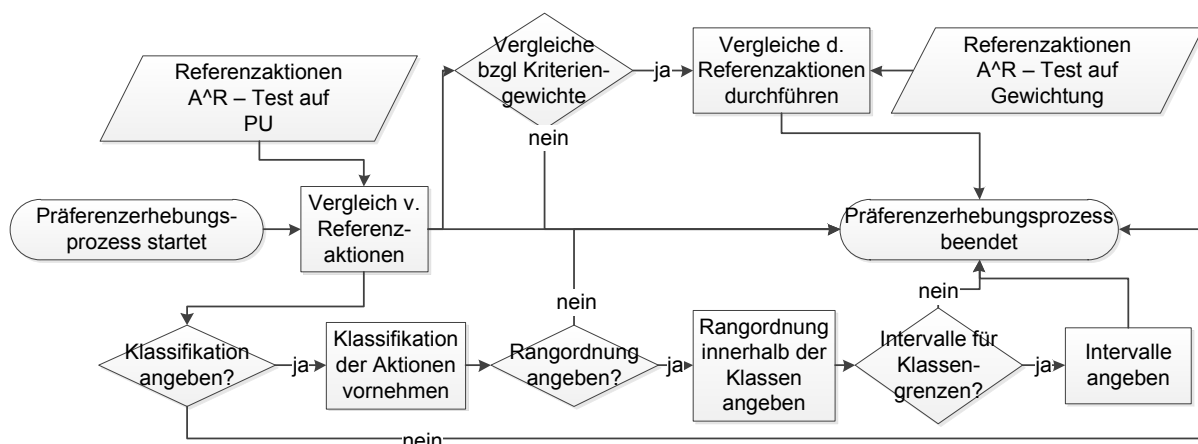 Referenzaktionen
A^R – Test auf
PU
Vergleiche
bzgl Kriterien-
gewichte
ja
Vergleiche d.
Referenzaktionen
durchführen
Referenzaktionen
A^R – Test auf
Gewichtung
nein
Präferenzerhebungs-
prozess startet
Vergleich v.
Referenz-
aktionen
Präferenzerhebungsprozess
beendet
nein
nein
Klassifikation
angeben?
ja
Klassifikation
der Aktionen
vornehmen
Rangordnung
angeben?
ja
Rangordnung
innerhalb der
Klassen
angeben
Intervalle für
Klassen-
grenzen?
ja
Intervalle
angeben
nein